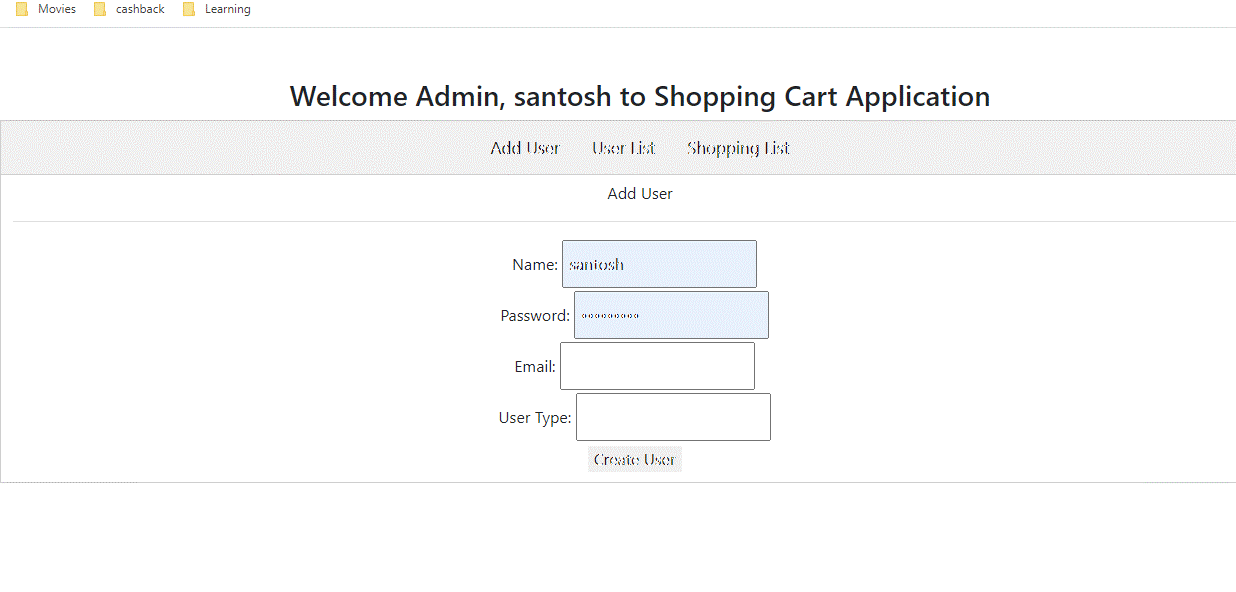 Movies cashback Learning
Welcome Admin, santosh to Shopping Cart Application
Add User User List Shopping List
Add User
Name: santosh
Password: •••••••••
Email:
User Type:
Create User